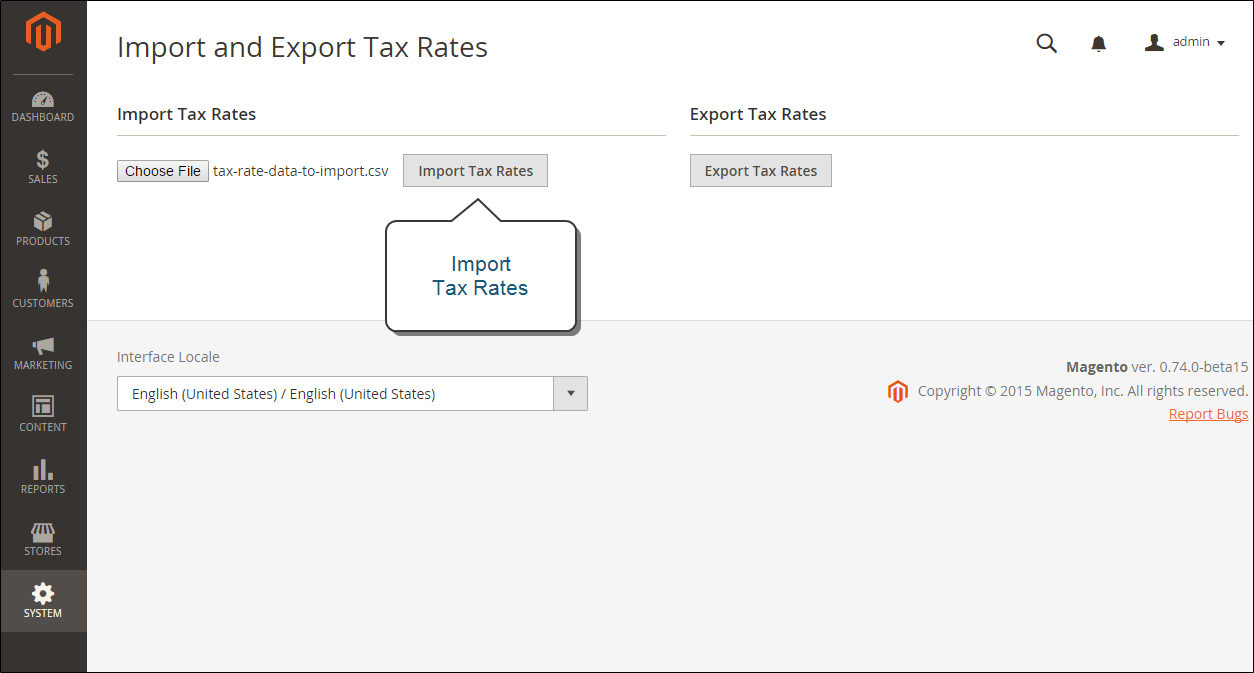 Import and Export Tax Rates
admin
DASHBOARD
SALES
PRODUCTS
CUSTOMERS
MARKETING
CONTENT
REPORTS
STORES
SYSTEM
Import Tax Rates
Choose File tax-rate-data-to-import.csv Import Tax Rates
Import
Tax Rates
Export Tax Rates
Export Tax Rates
Interface Locale
English (United States) / English (United States)
Magento ver. 0.74.0-beta15
Copyright © 2015 Magento, Inc. All rights reserved.
Report Bugs